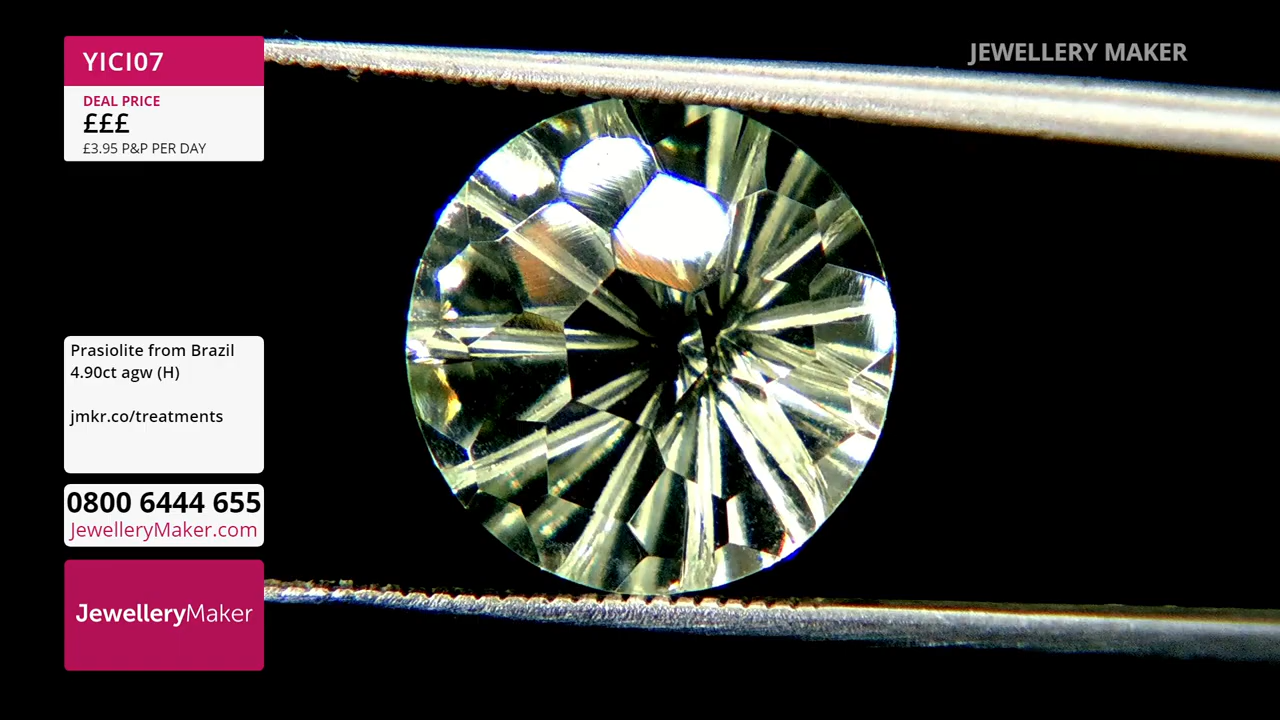 YICI07
DEAL PRICE
£££
£3.95 P&P PER DAY
JEWELLERY MAKER
Prasiolite from Brazil
4.90ct agw (H)
jmkr.co/treatments
0800 6444 655
JewelleryMaker.com
JewelleryMaker